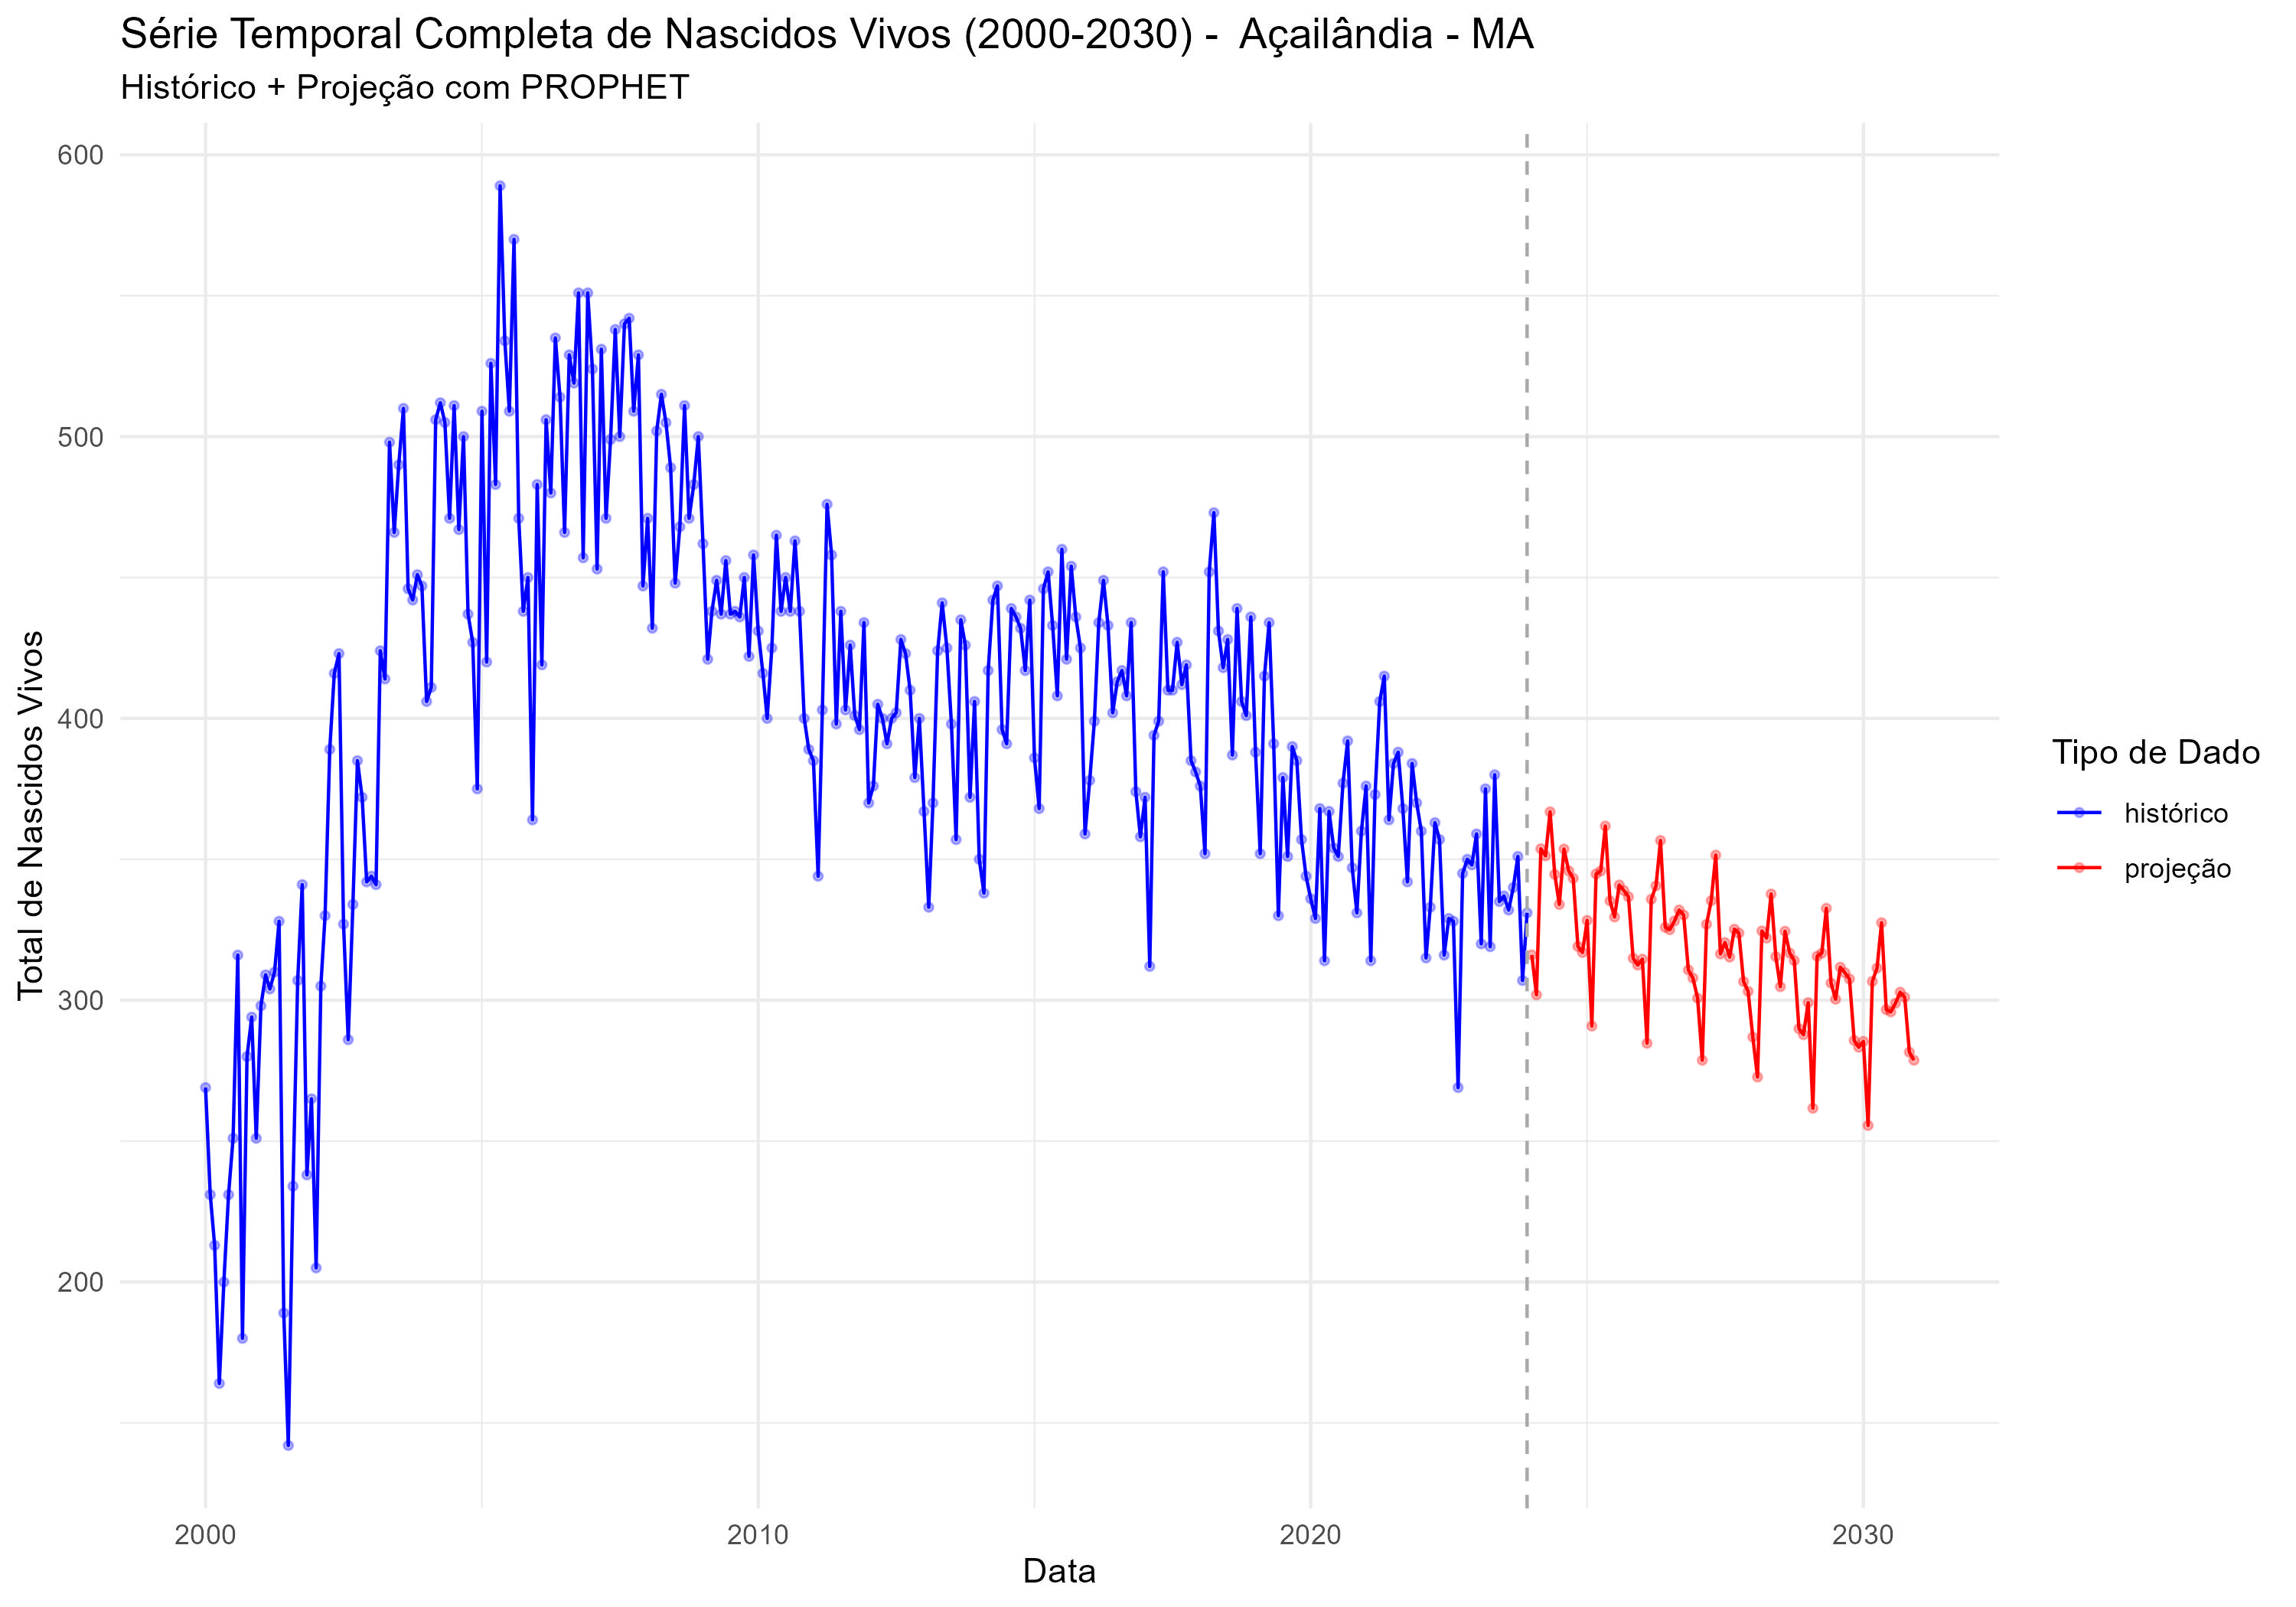 Série Temporal Completa de Nascidos Vivos (2000-2030) -  Açailândia - MA
Histórico + Projeção com PROPHET
600
500
400
300
200
Total de Nascidos Vivos
2000
2010
2020
2030
Data
Tipo de Dado
histórico
projeção